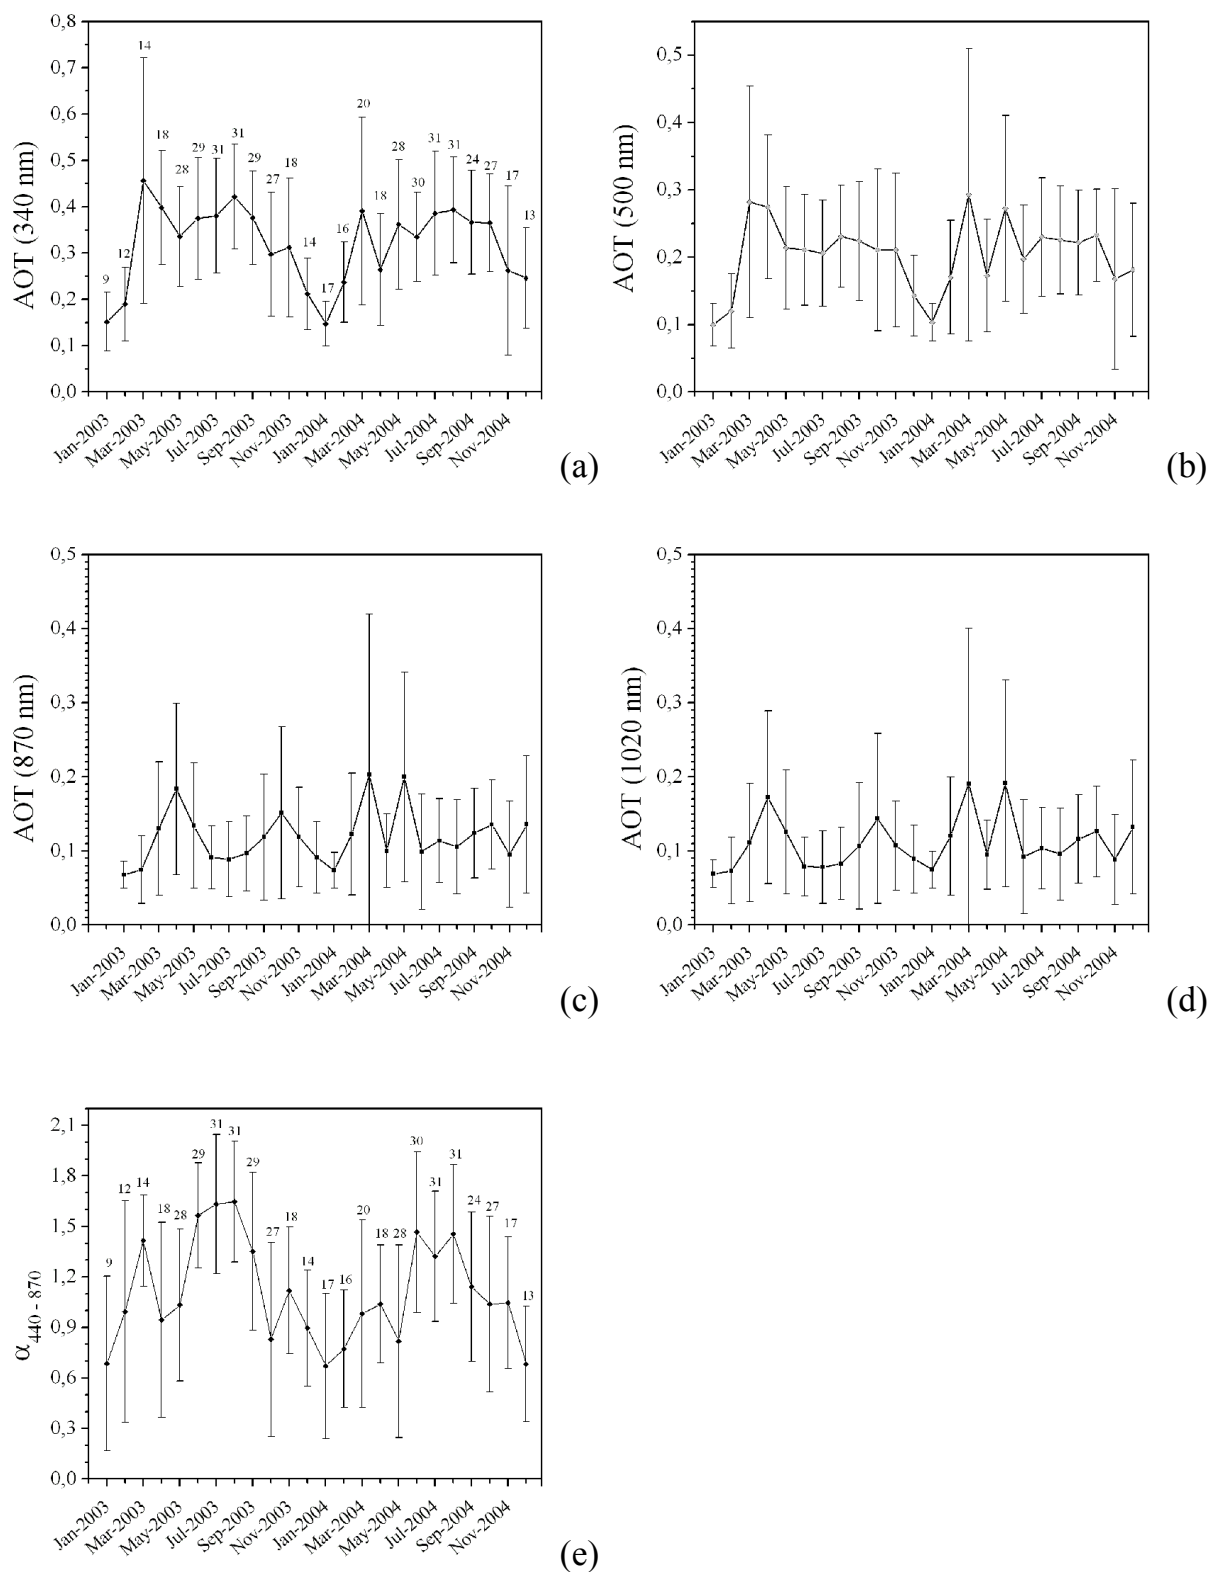 0,8
0,7
0,6
0,5
0,4
0,3
0,2
0,1
0,0
AOT (340 nm)
9
12
14
18
28
29
31
31
29
27
18
14
17
16
20
18
28
30
31
31
24
27
17
13
Jan-2003
Mar-2003
May-2003
Jul-2003
Sep-2003
Nov-2003
Jan-2004
Mar-2004
May-2004
Jul-2004
Sep-2004
Nov-2004
(a)
0,5
0,4
0,3
0,2
0,1
0,0
AOT (500 nm)
Jan-2003
Mar-2003
May-2003
Jul-2003
Sep-2003
Nov-2003
Jan-2004
Mar-2004
May-2004
Jul-2004
Sep-2004
Nov-2004
(b)
0,5
0,4
0,3
0,2
0,1
0,0
AOT (870 nm)
Jan-2003
Mar-2003
May-2003
Jul-2003
Sep-2003
Nov-2003
Jan-2004
Mar-2004
May-2004
Jul-2004
Sep-2004
Nov-2004
(c)
0,5
0,4
0,3
0,2
0,1
0,0
AOT (1020 nm)
Jan-2003
Mar-2003
May-2003
Jul-2003
Sep-2003
Nov-2003
Jan-2004
Mar-2004
May-2004
Jul-2004
Sep-2004
Nov-2004
(d)
2,1
1,8
1,5
1,2
0,9
0,6
0,3
0,0
α440 - 870
9
12
14
18
28
29
31
31
29
27
18
14
17
16
20
18
28
30
31
31
24
27
17
13
Jan-2003
Mar-2003
May-2003
Jul-2003
Sep-2003
Nov-2003
Jan-2004
Mar-2004
May-2004
Jul-2004
Sep-2004
Nov-2004
(e)